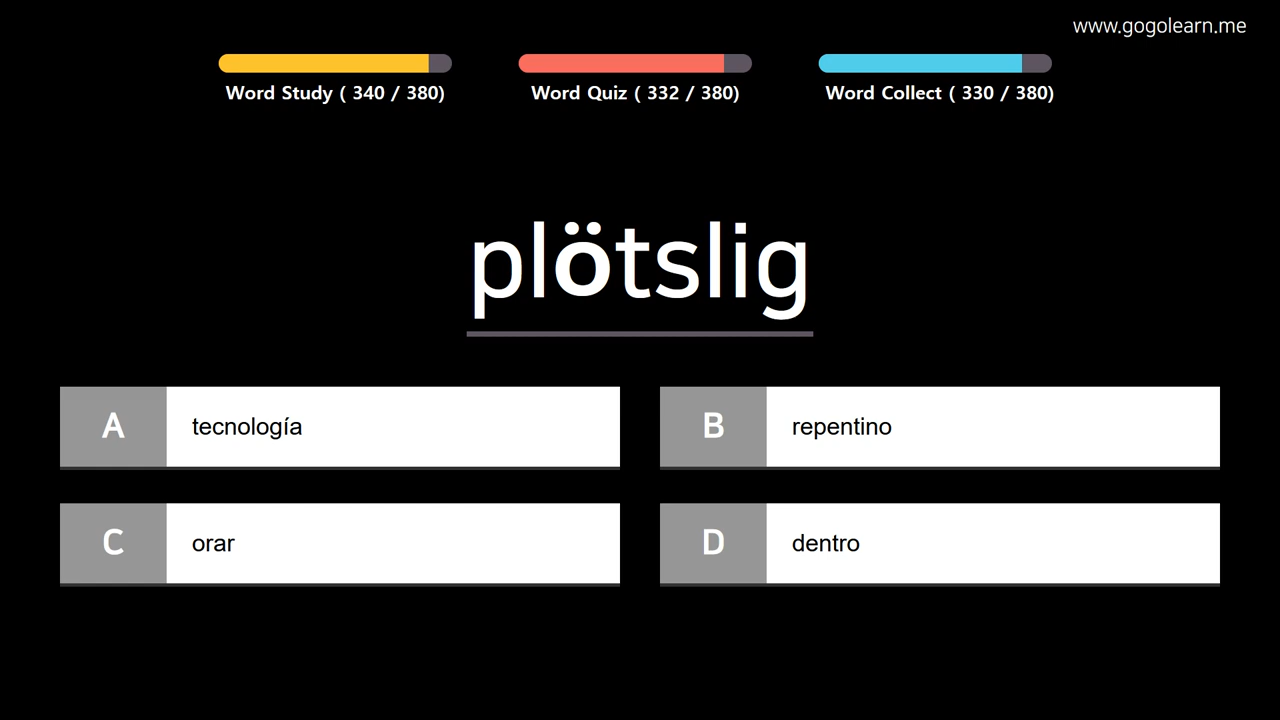 www.gogolearn.me
Word Study ( 340 / 380)
Word Quiz ( 332 / 380)
Word Collect ( 330 / 380)
plötslig
A tecnología
B repentino
C orar
D dentro